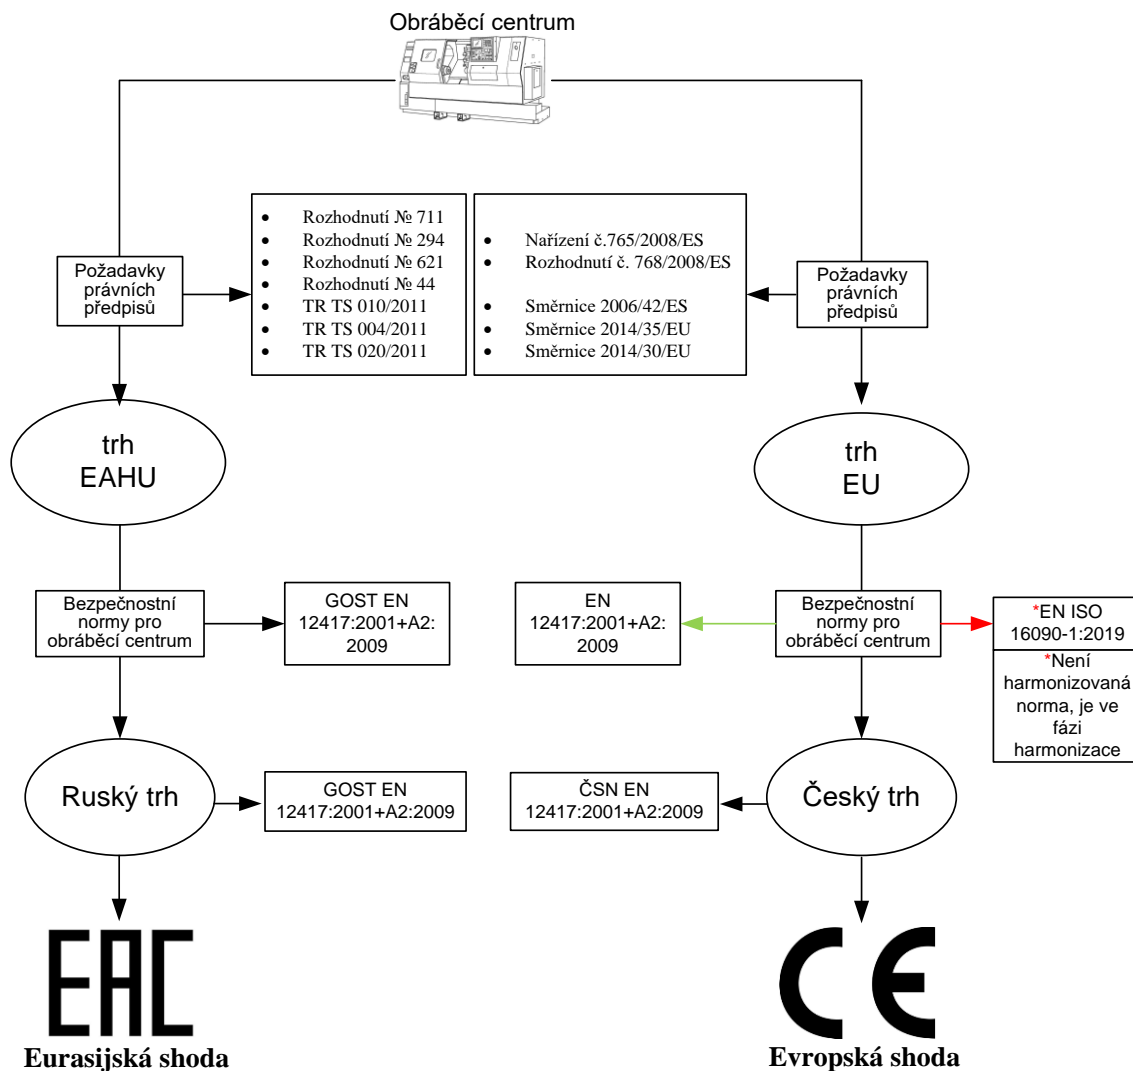 Obráběcí centrum
• Rozhodnutí № 711
• Rozhodnutí № 294
• Rozhodnutí № 621
• Rozhodnutí № 44
• TR TS 010/2011
• TR TS 004/2011
• TR TS 020/2011
• Nařízení č.765/2008/ES
• Rozhodnutí č. 768/2008/ES
• Směrnice 2006/42/ES
• Směrnice 2014/35/EU
• Směrnice 2014/30/EU
Požadavky
právních
předpisů
Požadavky
právních
předpisů
trh
EAHU
trh
EU
Bezpečnostní
normy pro
obráběcí centrum
GOST EN
12417:2001+A2:
2009
EN
12417:2001+A2:
2009
Bezpečnostní
normy pro
obráběcí centrum
*EN ISO
16090-1:2019
*Není
harmonizovaná
norma, je ve
fázi
harmonizace
Ruský trh
GOST EN
12417:2001+A2:2009
ČSN EN
12417:2001+A2:2009
Český trh
EAC
Eurasijská shoda
CE
Evropská shoda